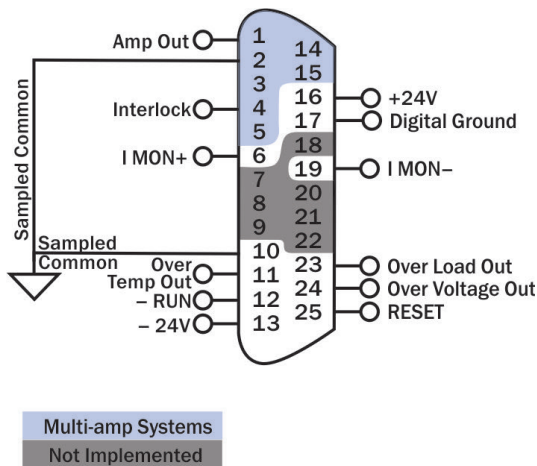 Amp Out
1
2
3
Interlock
4
5
I MON+
6
7
8
9
Sampled Common
Sampled
Common
10
Over
Temp Out
11
– RUN
12
– 24V
13
14
15
16
+24V
17
Digital Ground
18
19
I MON–
20
21
22
23
Over Load Out
24
Over Voltage Out
25
RESET
Multi-amp Systems
Not Implemented